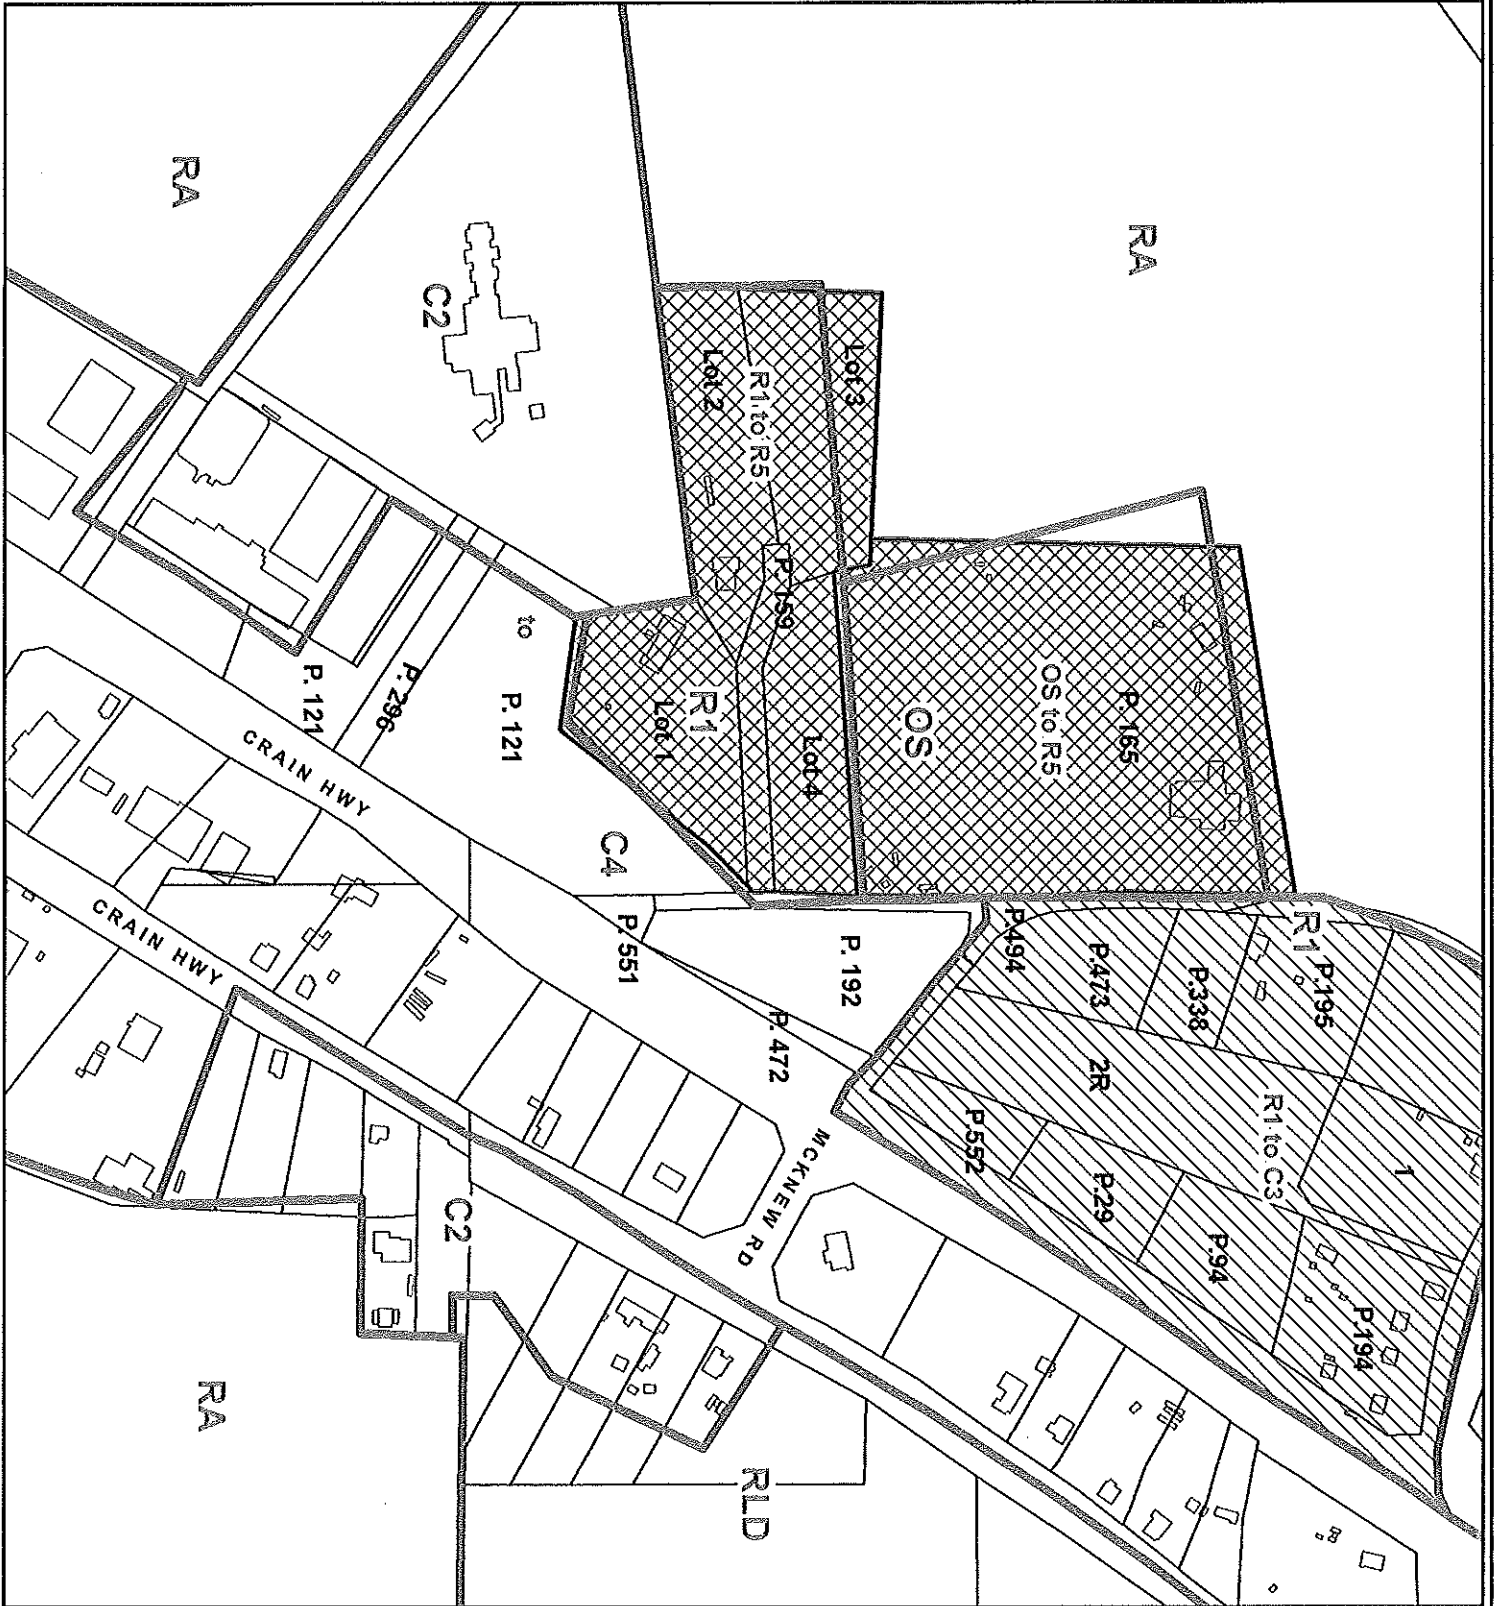 RA
RA
C2
Lot 3
Lot 2
R1 to R5
P. 159
Lot 4
R1
Lot 1
OS
OS to R5
P. 165
to
P. 121
P. 296
P. 121
CRAIN HWY
C4
CRAIN HWY
P. 551
P. 192
P. 472
P.494
P.473
P.338
P.195
R1
2R
R1 to C3
1
P.552
P.29
P.94
P.194
MCKNEW RD
C2
RA
RLD